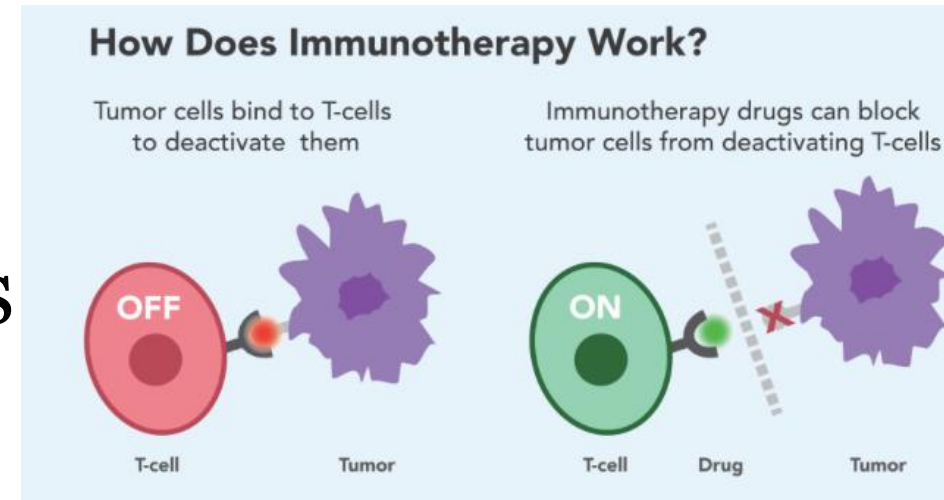 How Does Immunotherapy Work?
Tumor cells bind to T-cells
to deactivate them
Immunotherapy drugs can block
tumor cells from deactivating T-cells
s
OFF
ON
T-cell
Tumor
T-cell
Drug
Tumor